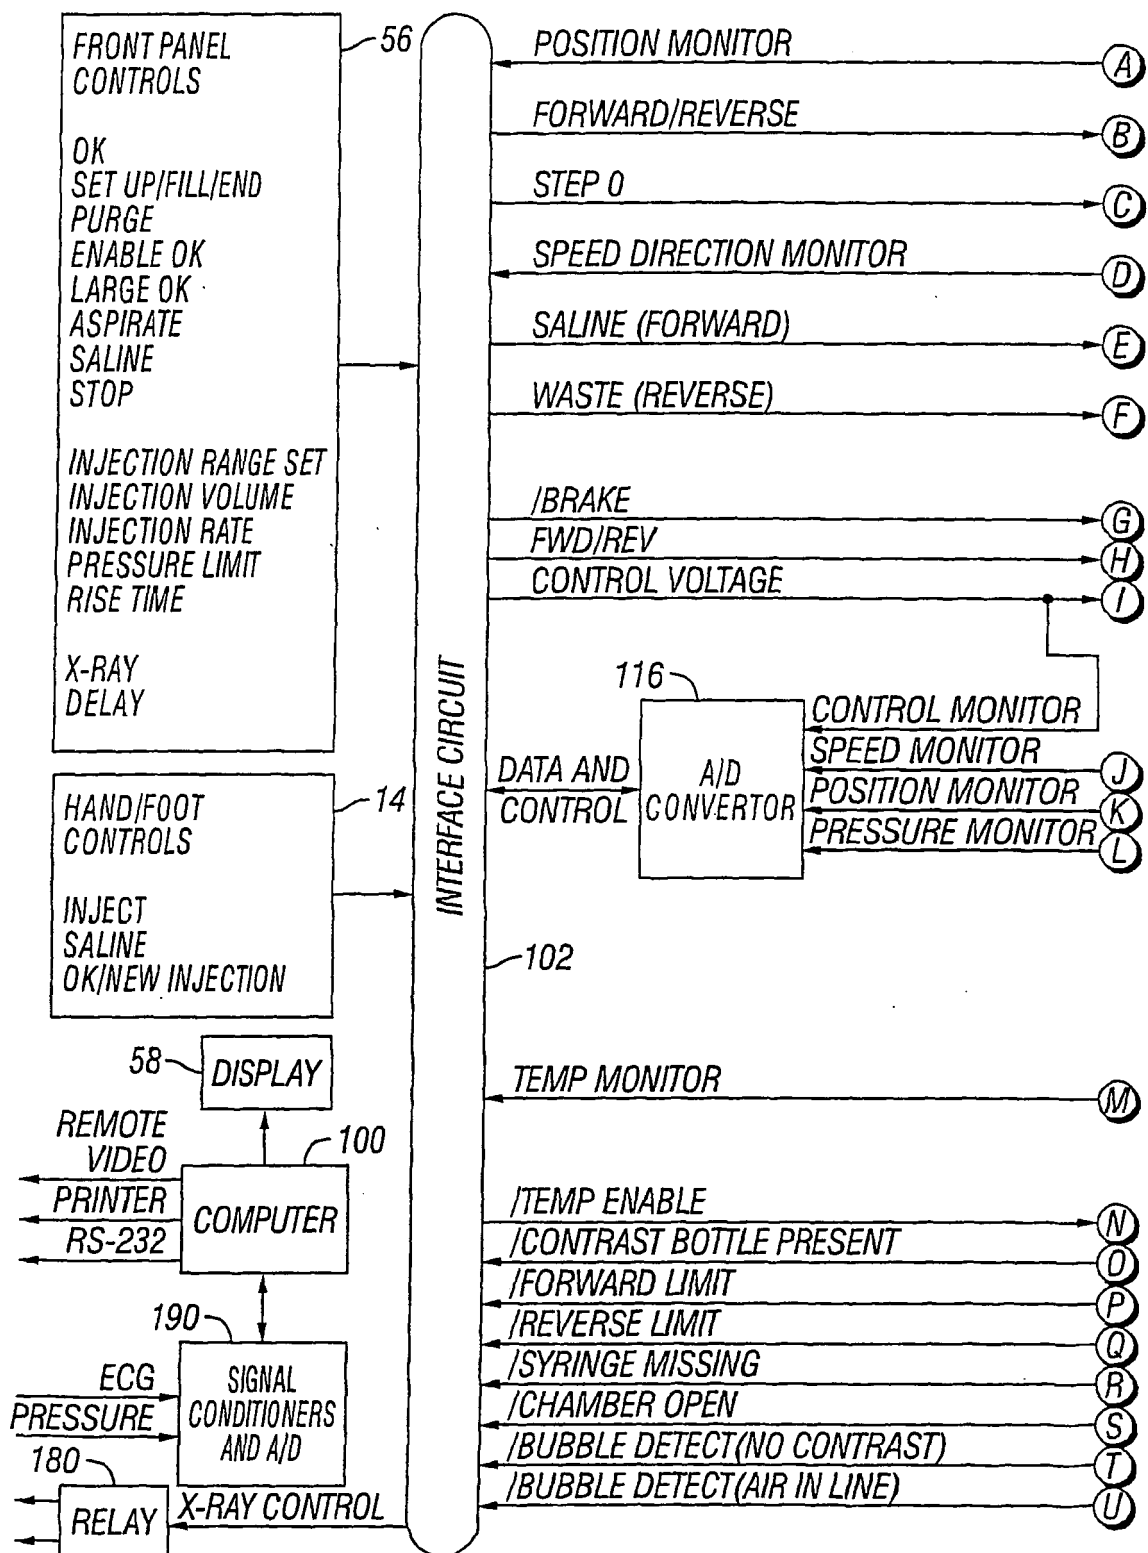 FRONT PANEL
CONTROLS
OK
SET UP/FILL/END
PURGE
ENABLE OK
LARGE OK
ASPIRATE
SALINE
STOP
INJECTION RANGE SET
INJECTION VOLUME
INJECTION RATE
PRESSURE LIMIT
RISE TIME
X-RAY
DELAY
56
HAND/FOOT
CONTROLS
INJECT
SALINE
OK/NEW INJECTION
14
58
DISPLAY
REMOTE
VIDEO
PRINTER
RS-232
100
COMPUTER
190
ECG
PRESSURE
SIGNAL
CONDITIONERS
AND A/D
180
RELAY
X-RAY CONTROL
INTERFACE CIRCUIT
102
POSITION MONITOR
A
FORWARD/REVERSE
B
STEP 0
C
SPEED DIRECTION MONITOR
D
SALINE (FORWARD)
E
WASTE (REVERSE)
F
/BRAKE
G
FWD/REV
H
CONTROL VOLTAGE
I
116
DATA AND
CONTROL
A/D
CONVERTOR
CONTROL MONITOR
SPEED MONITOR
J
POSITION MONITOR
K
PRESSURE MONITOR
L
TEMP MONITOR
M
/TEMP ENABLE
N
/CONTRAST BOTTLE PRESENT
O
/FORWARD LIMIT
P
/REVERSE LIMIT
Q
/SYRINGE MISSING
R
/CHAMBER OPEN
S
/BUBBLE DETECT(NO CONTRAST)
T
/BUBBLE DETECT(AIR IN LINE)
U